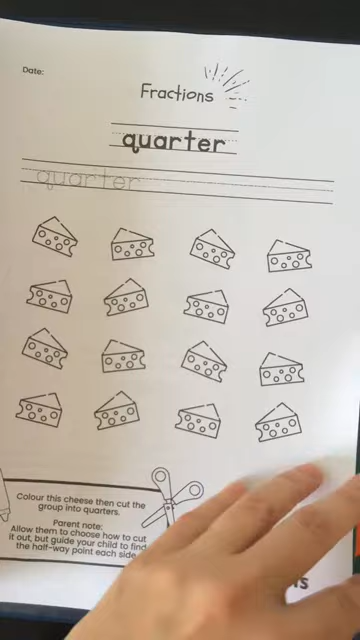 Date:
Fractions
quarter
quarter
Colour this cheese then cut the
group into quarters.
Parent note:
Allow them to choose how to cut
it out, but guide your child to find
the half-way point each side